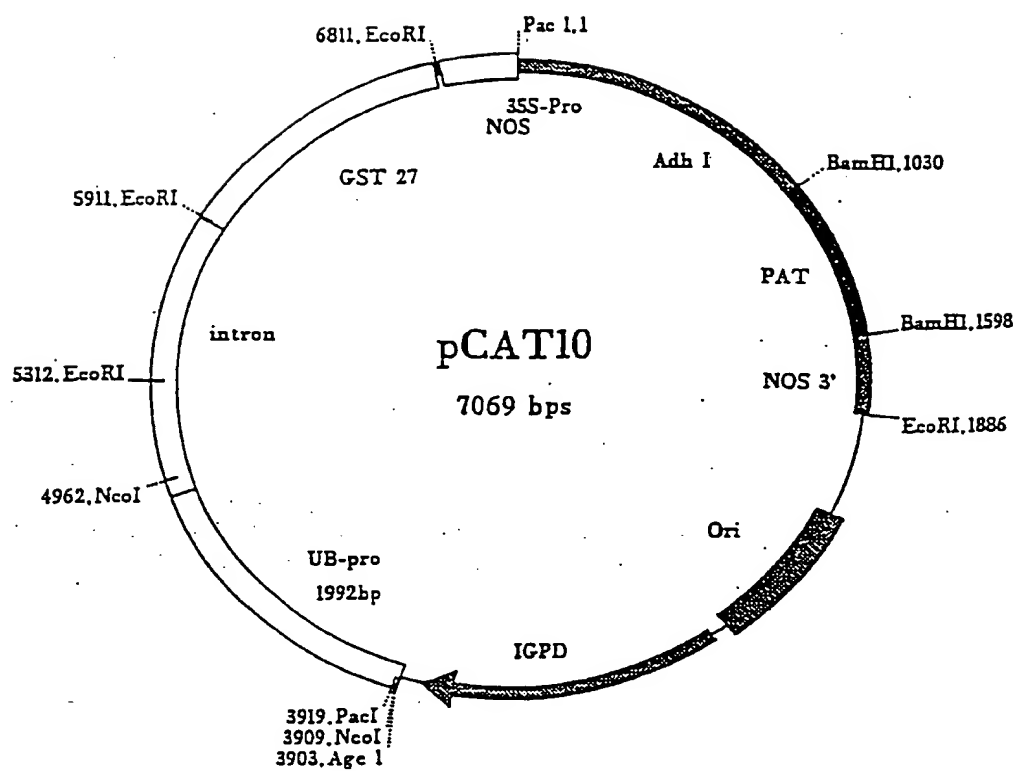 6811,EcoRI
Pac 1,1
35S-Pro
NOS
Adh I
BamHI,1030
GST 27
5911,EcoRI
PAT
intron
pCAT10
7069 bps
BamHI,1598
5312,EcoRI
NOS 3'
EcoRI,1886
4962,NcoI
Ori
UB-pro
1992bp
IGPD
3919,PacI
3909,NcoI
3903,Age 1